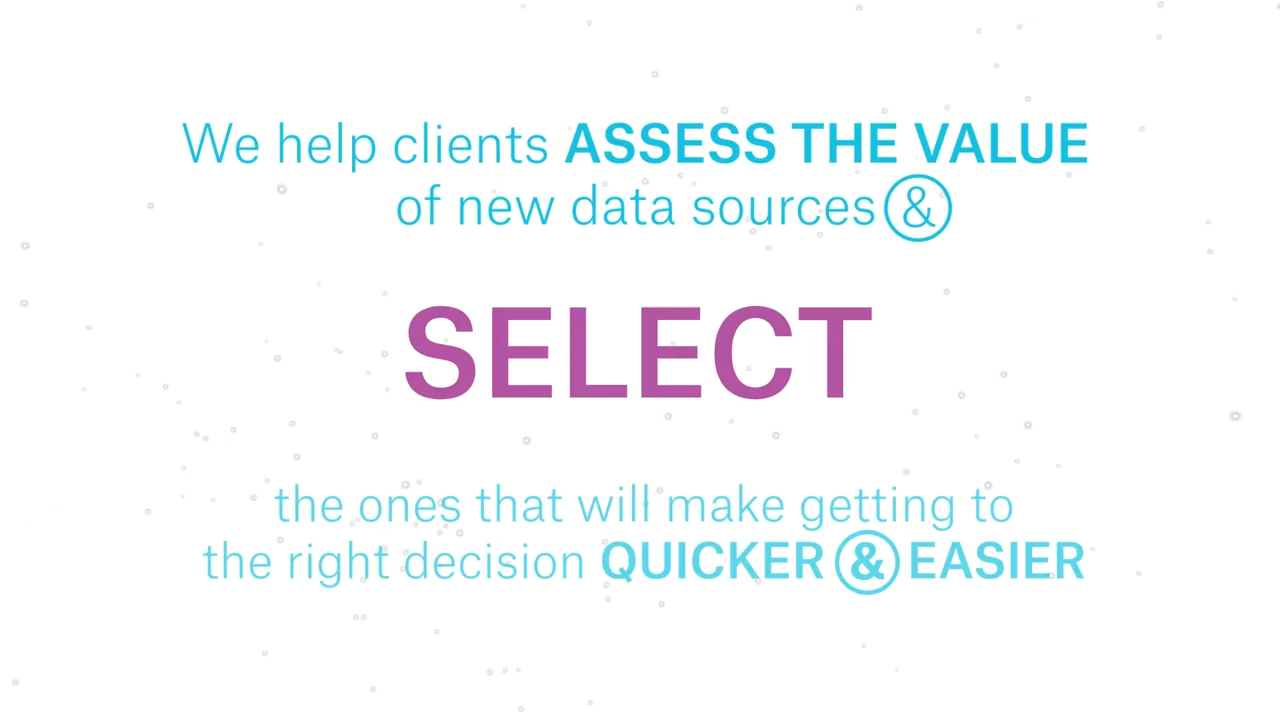 We help clients ASSESS THE VALUE
of new data sources &
SELECT
the ones that will make getting to
the right decision QUICKER & EASIER